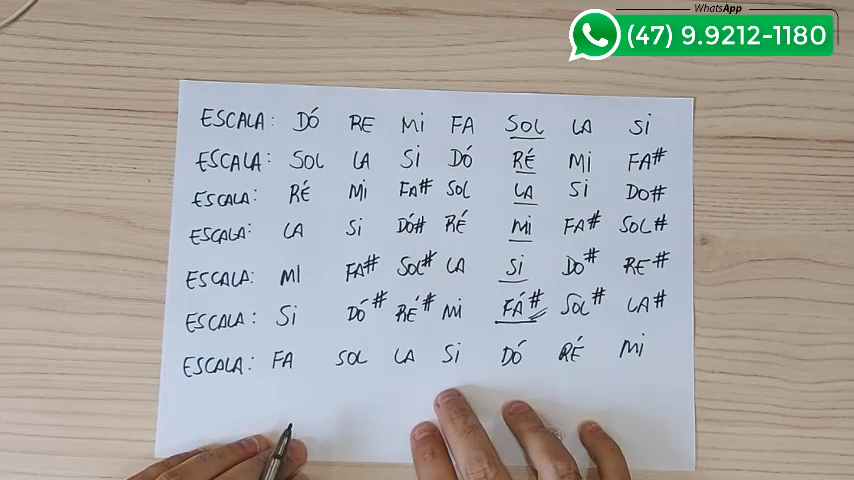 WhatsApp
(47) 9.9212-1180
ESCALA: DÓ RE Mi FA SOL LA Si
ESCALA: SOL LA Si DÓ RÉ Mi FA#
ESCALA: RÉ Mi FA# SOL LA Si DO#
ESCALA: LA Si DÓ# RÉ Mi FA# SOL#
ESCALA: MI FA# SOL# LA Si DO# RE#
ESCALA: Si DÓ# RÉ# Mi FÁ# SOL# LA#
ESCALA: FA SOL LA Si DÓ RÉ Mi